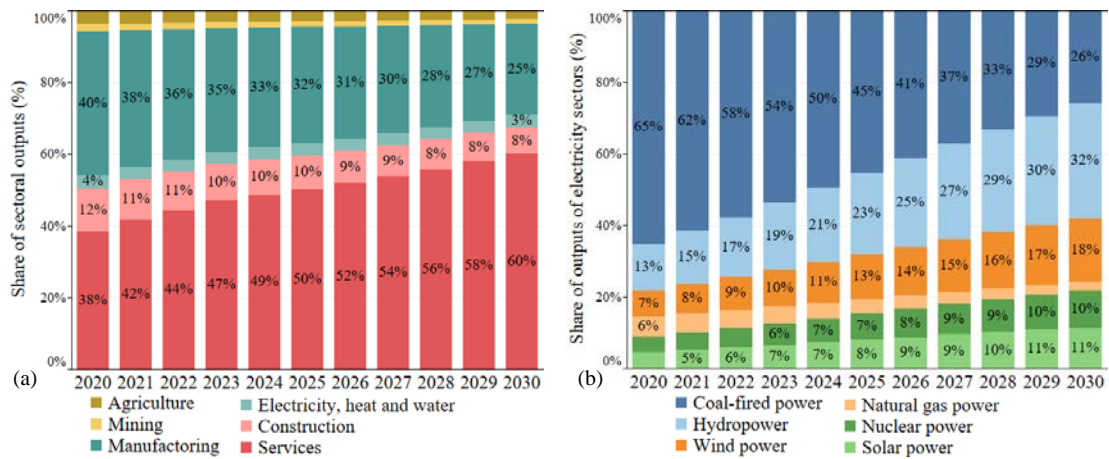 Share of sectoral outputs (%)
100%
80%
60%
40%
20%
0%
40% 38% 36% 35% 33% 32% 31% 30% 28% 27% 25%
4% 3%
12% 11% 11% 10% 10% 10% 9% 9% 8% 8% 8%
38% 42% 44% 47% 49% 50% 52% 54% 56% 58% 60%
(a)
2020 2021 2022 2023 2024 2025 2026 2027 2028 2029 2030
Agriculture
Mining
Manufactoring
Electricity, heat and water
Construction
Services
Share of outputs of electricity sectors (%)
100%
80%
60%
40%
20%
0%
65% 62% 58% 54% 50% 45% 41% 37% 33% 29% 26%
13% 15% 17% 19% 21% 23% 25% 27% 29% 30% 32%
7% 8% 9% 10% 11% 13% 14% 15% 16% 17% 18%
6%
6% 7% 7% 8% 9% 9% 10% 10%
5% 6% 7% 7% 8% 9% 9% 10% 11% 11%
(b)
2020 2021 2022 2023 2024 2025 2026 2027 2028 2029 2030
Coal-fired power
Hydropower
Wind power
Natural gas power
Nuclear power
Solar power